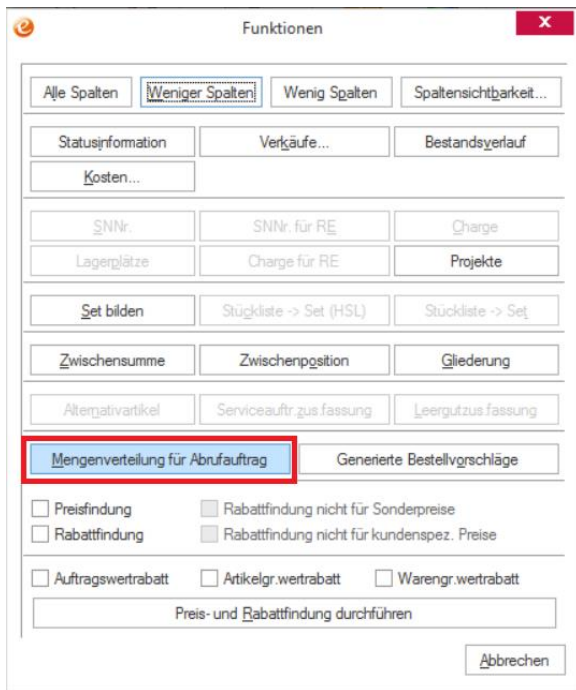 Funktionen
X
Alle Spalten Weniger Spalten Wenig Spalten Spaltensichtbarkeit...
Statusinformation Verkäufe... Bestandsverlauf
Kosten...
SNNr. SNNr. für RE Charge
Lagerplätze Charge für RE Projekte
Set bilden Stückliste -> Set (HSL) Stückliste -> Set
Zwischensumme Zwischenposition Gliederung
Alternativartikel Serviceauftr.zus.fassung Leergutzus.fassung
Mengenverteilung für Abrufauftrag Generierte Bestellvorschläge
Preisfindung Rabattfindung nicht für Sonderpreise
Rabattfindung Rabattfindung nicht für kundenspez. Preise
Auftragswertrabatt Artikelgr.wertrabatt Warengr.wertrabatt
Preis- und Rabattfindung durchführen
Abbrechen